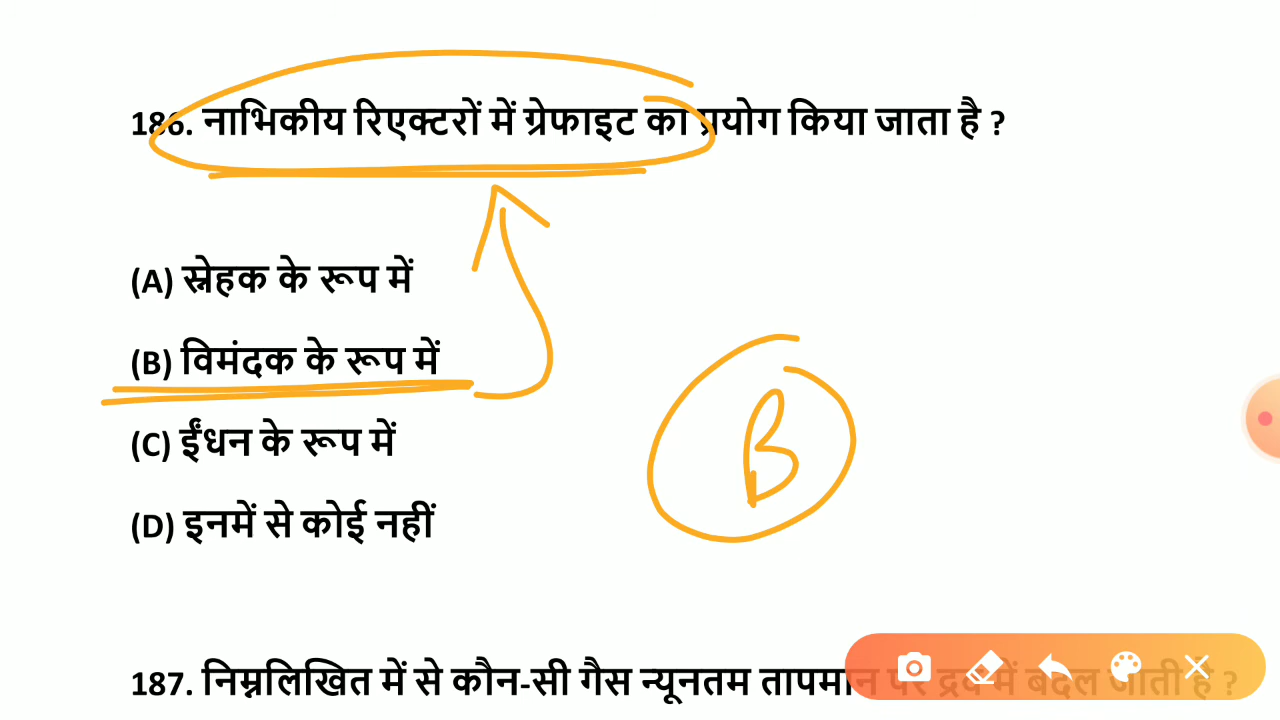 186. नाभिकीय रिएक्टरों में ग्रेफाइट का प्रयोग किया जाता है ?
(A) स्नेहक के रूप में
(B) विमंदक के रूप में
(C) ईंधन के रूप में
(D) इनमें से कोई नहीं
B
187. निम्नलिखित में से कौन-सी गैस न्यूनतम तापमान पर द्रव में बदल जाती है ?